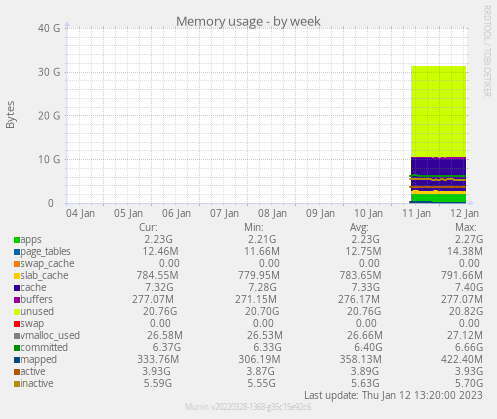 Memory usage - by week
RRDTOOL / TOBI OETIKER
Bytes
40 G
30 G
20 G
10 G
0
04 Jan 05 Jan 06 Jan 07 Jan 08 Jan 09 Jan 10 Jan 11 Jan 12 Jan
Cur: Min: Avg: Max:
apps 2.23G 2.21G 2.23G 2.27G
page_tables 12.46M 11.66M 12.75M 14.38M
swap_cache 0.00 0.00 0.00 0.00
slab_cache 784.55M 779.95M 783.65M 791.66M
cache 7.32G 7.28G 7.33G 7.40G
buffers 277.07M 271.15M 276.17M 277.07M
unused 20.76G 20.70G 20.76G 20.82G
swap 0.00 0.00 0.00 0.00
vmalloc_used 26.58M 26.53M 26.66M 27.12M
committed 6.37G 6.33G 6.40G 6.66G
mapped 333.76M 306.19M 358.13M 422.40M
active 3.93G 3.87G 3.89G 3.93G
inactive 5.59G 5.55G 5.63G 5.70G
Last update: Thu Jan 12 13:20:00 2023
Munin v20220328-1368-g35c15e92c6